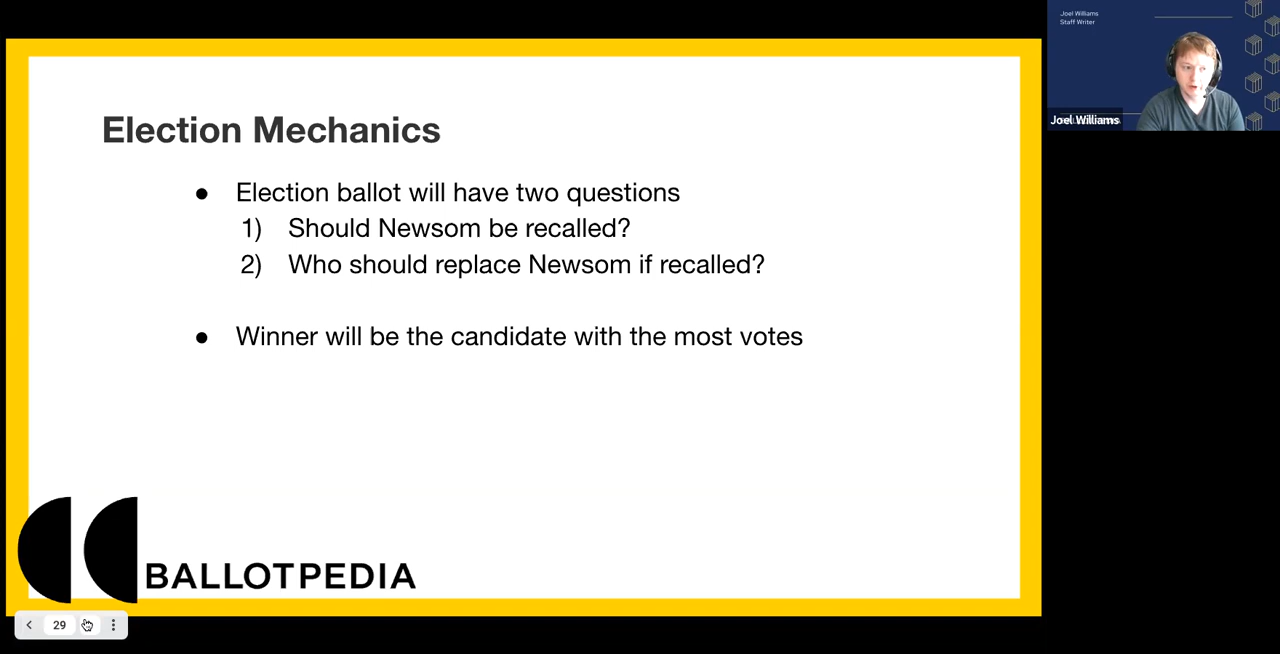 Election Mechanics
● Election ballot will have two questions
1) Should Newsom be recalled?
2) Who should replace Newsom if recalled?
● Winner will be the candidate with the most votes
BALLOTPEDIA
29
Joel Williams
Staff Writer
Joel Williams